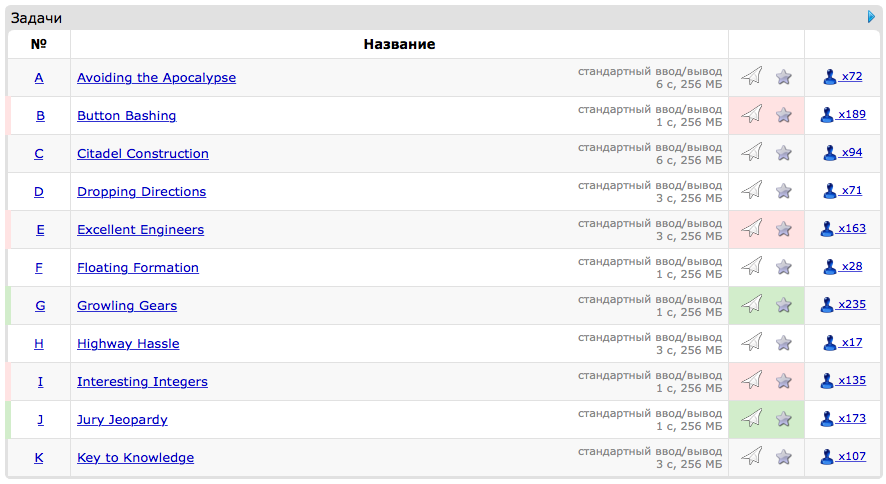 Задачи
№ Название
A Avoiding the Apocalypse стандартный ввод/вывод x72
6 с, 256 МБ
B Button Bashing стандартный ввод/вывод x189
1 с, 256 МБ
C Citadel Construction стандартный ввод/вывод x94
6 с, 256 МБ
D Dropping Directions стандартный ввод/вывод x71
3 с, 256 МБ
E Excellent Engineers стандартный ввод/вывод x163
3 с, 256 МБ
F Floating Formation стандартный ввод/вывод x28
1 с, 256 МБ
G Growling Gears стандартный ввод/вывод x235
1 с, 256 МБ
H Highway Hassle стандартный ввод/вывод x17
3 с, 256 МБ
I Interesting Integers стандартный ввод/вывод x135
1 с, 256 МБ
J Jury Jeopardy стандартный ввод/вывод x173
1 с, 256 МБ
K Key to Knowledge стандартный ввод/вывод x107
3 с, 256 МБ